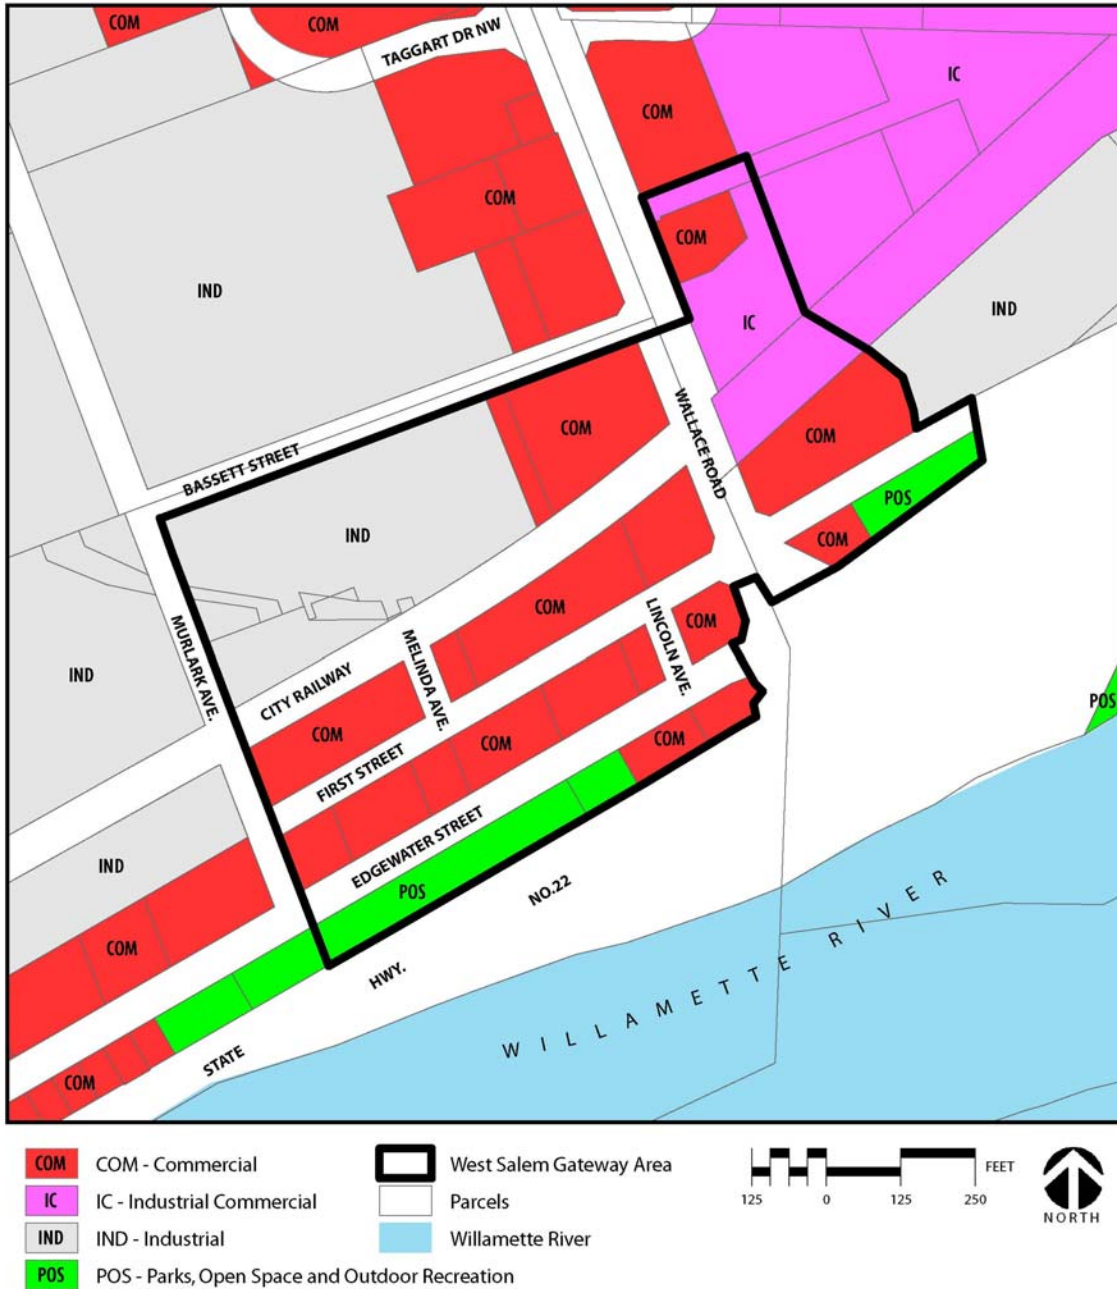 COM
COM
TAGGART DR NW
IC
COM
COM
COM
IND
IND
IC
WALLACE ROAD
COM
COM
BASSETT STREET
POS
IND
COM
COM
LINCOLN AVE.
COM
MURLARK AVE.
MELINDA AVE.
IND
CITY RAILWAY
POS
COM
COM
COM
FIRST STREET
EDGEWATER STREET
IND
POS
NO.22
COM
HWY.
WILLAMETTE RIVER
STATE
COM
COM COM - Commercial
IC IC - Industrial Commercial
IND IND - Industrial
POS POS - Parks, Open Space and Outdoor Recreation
West Salem Gateway Area
Parcels
Willamette River
125 0 125 250 FEET
NORTH